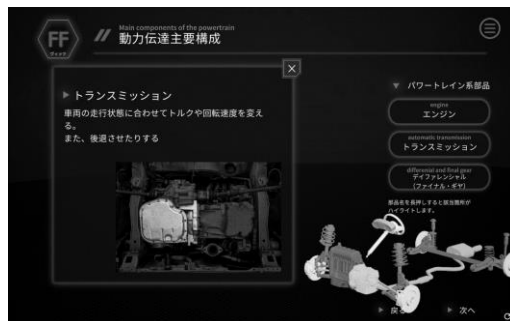 FF
Main components of the powertrain
動力伝達主要構成
▶ トランスミッション
車両の走行状態に合わせてトルクや回転速度を変え
る。
また、後退させたりする
▼ パワートレイン系部品
engine
エンジン
automatic transmission
トランスミッション
differential and final gear
デイファレンシャル
(ファイナル・ギヤ)
部品名を長押しすると該当箇所が
ハイライトします。
▶ 戻る
▶ 次へ